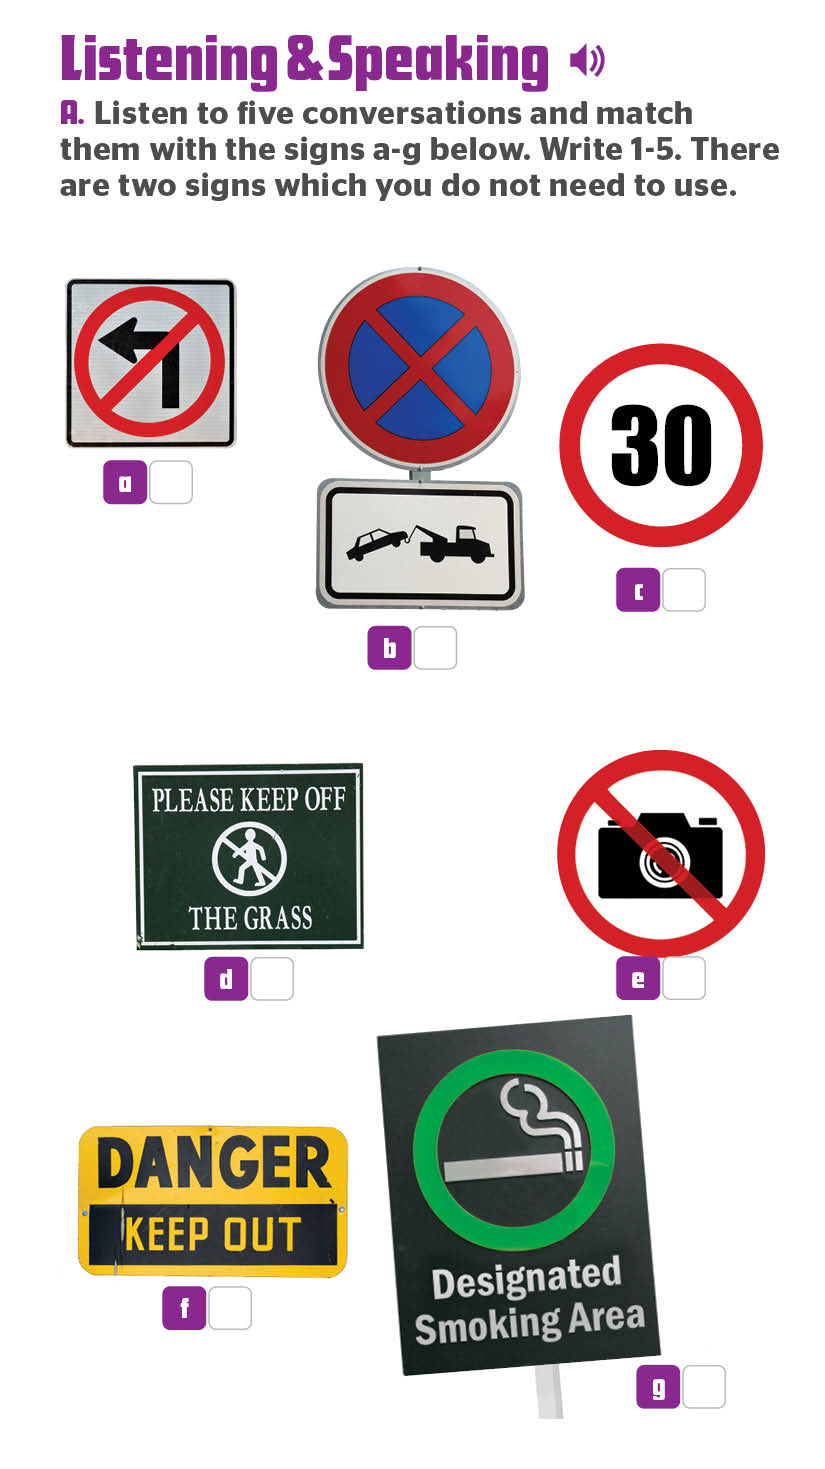 Listening & Speaking
A. Listen to five conversations and match
them with the signs a-g below. Write 1-5. There
are two signs which you do not need to use.
30
a
c
b
PLEASE KEEP OFF
THE GRASS
d
e
DANGER
KEEP OUT
Designated
Smoking Area
f
g